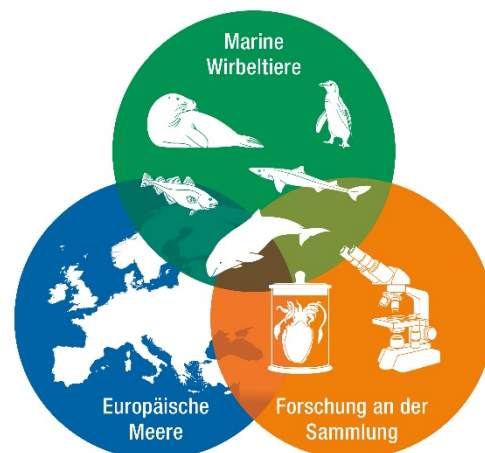 Marine
Wirbeltiere
Europäische
Meere
Forschung an der
Sammlung